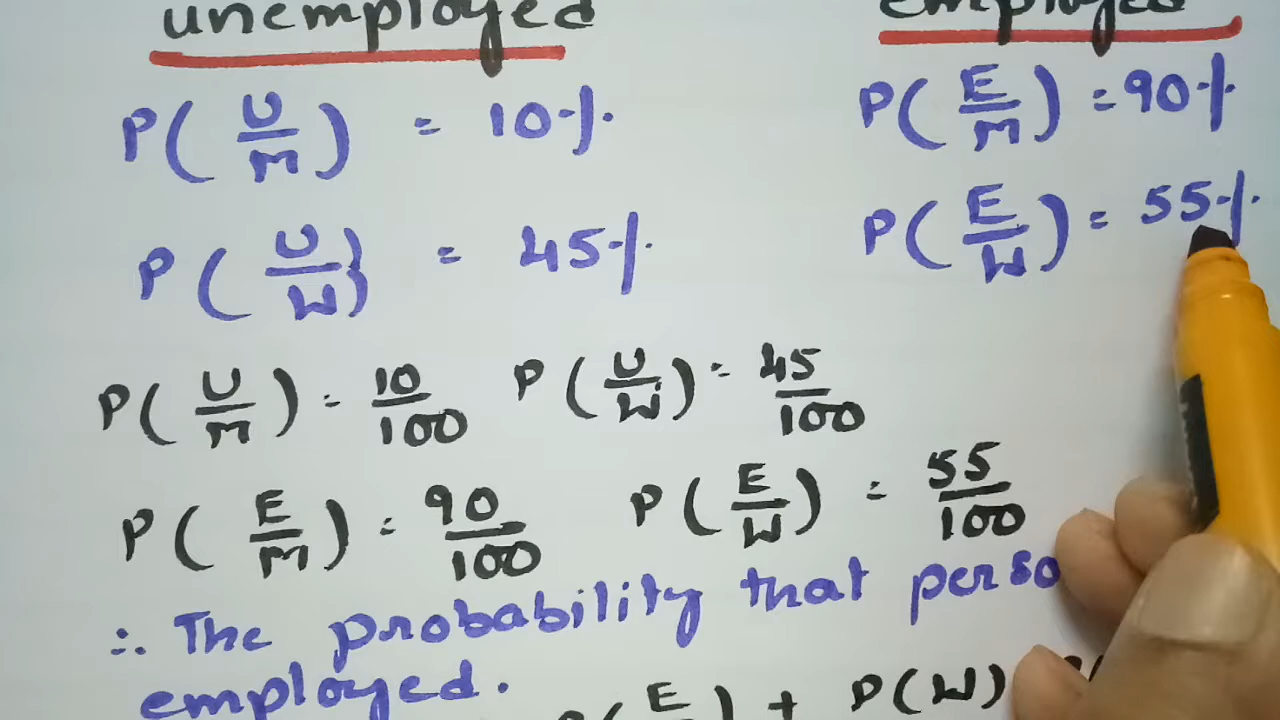 unemployed employed
P(U/M) = 10% P(E/M) = 90%
P(U/W) = 45% P(E/W) = 55%
P(U/M) = 10/100 P(U/W) = 45/100
P(E/M) = 90/100 P(E/W) = 55/100
∴ The probability that perso
employed.
(E + P(W)